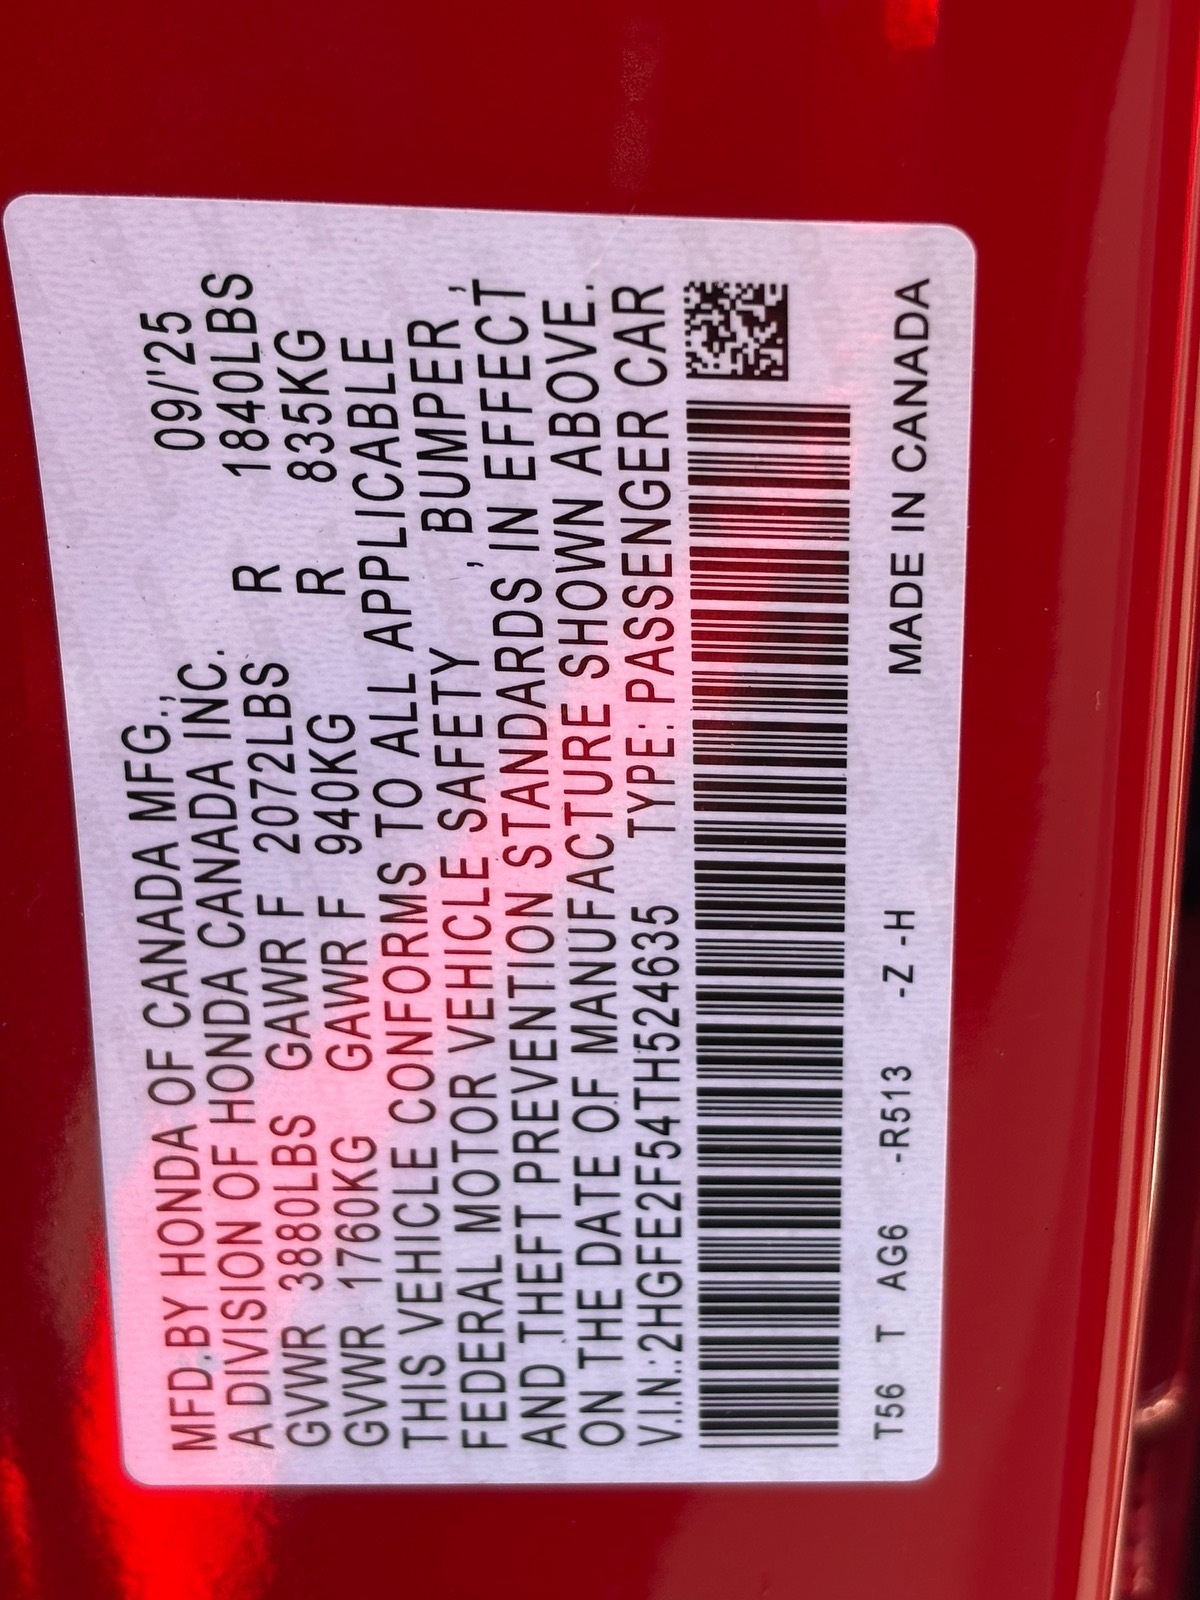 MFD.BY HONDA OF CANADA MFG., 09/'25
A DIVISION OF HONDA CANADA INC.
GVWR 3880LBS GAWR F 2072LBS R 1840LBS
GVWR 1760KG GAWR F 940KG R 835KG
THIS VEHICLE CONFORMS TO ALL APPLICABLE
FEDERAL MOTOR VEHICLE SAFETY , BUMPER ,
AND THEFT PREVENTION STANDARDS IN EFFECT
ON THE DATE OF MANUFACTURE SHOWN ABOVE.
V.I.N.:2HGFE2F54TH524635 TYPE: PASSENGER CAR
T56 T AG6 -R513 -Z -H MADE IN CANADA